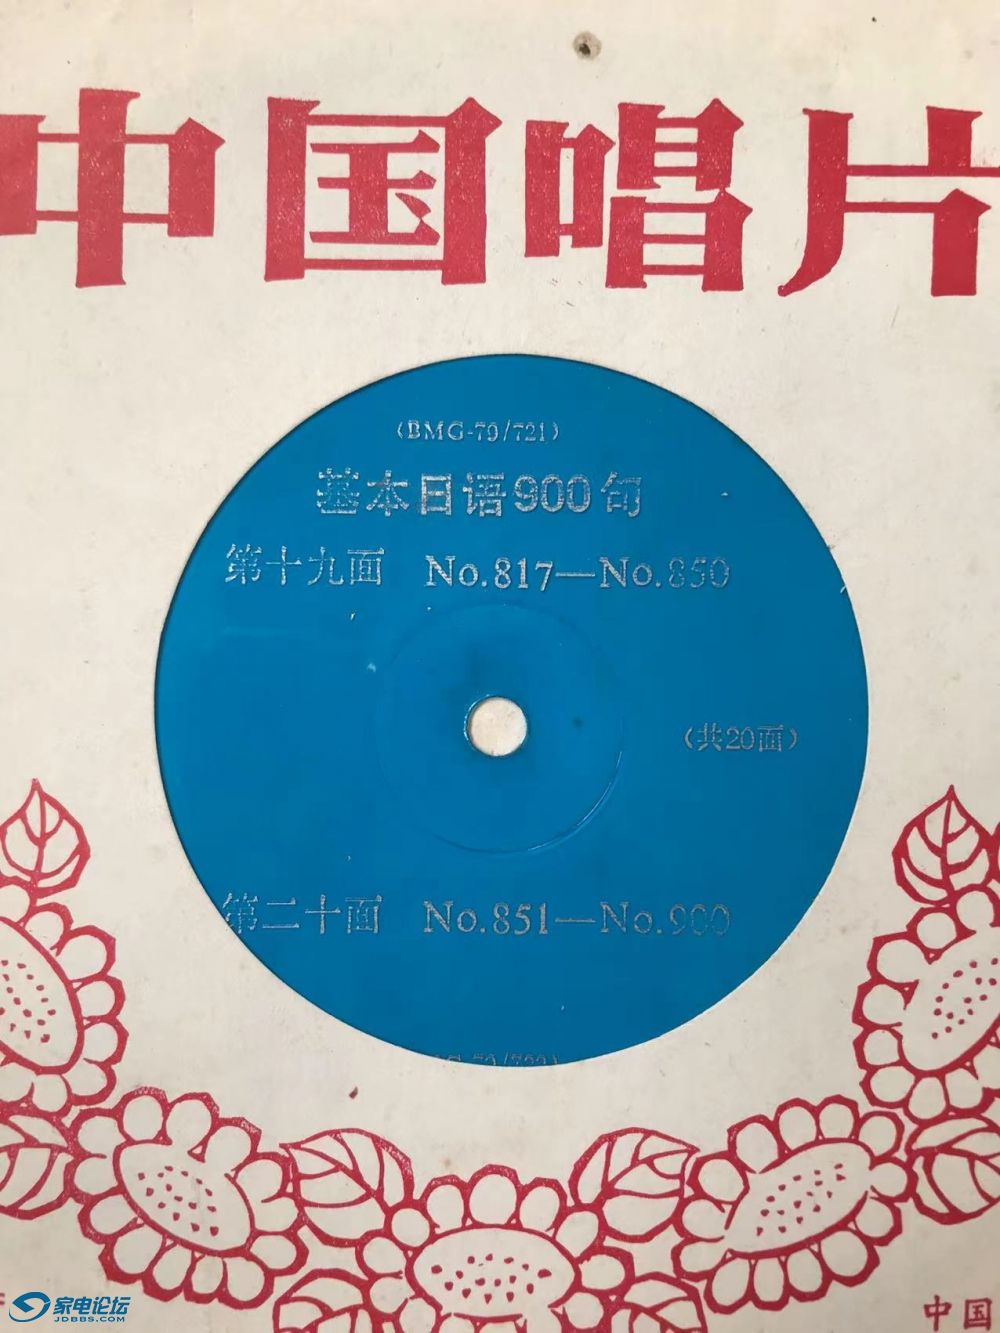 中国唱片
(BMG-79/721)
基本日语900句
第十九面 No.817—No.850
(共20面)
第二十面 No.851—No.900
中国
家电论坛
JDBBS.COM